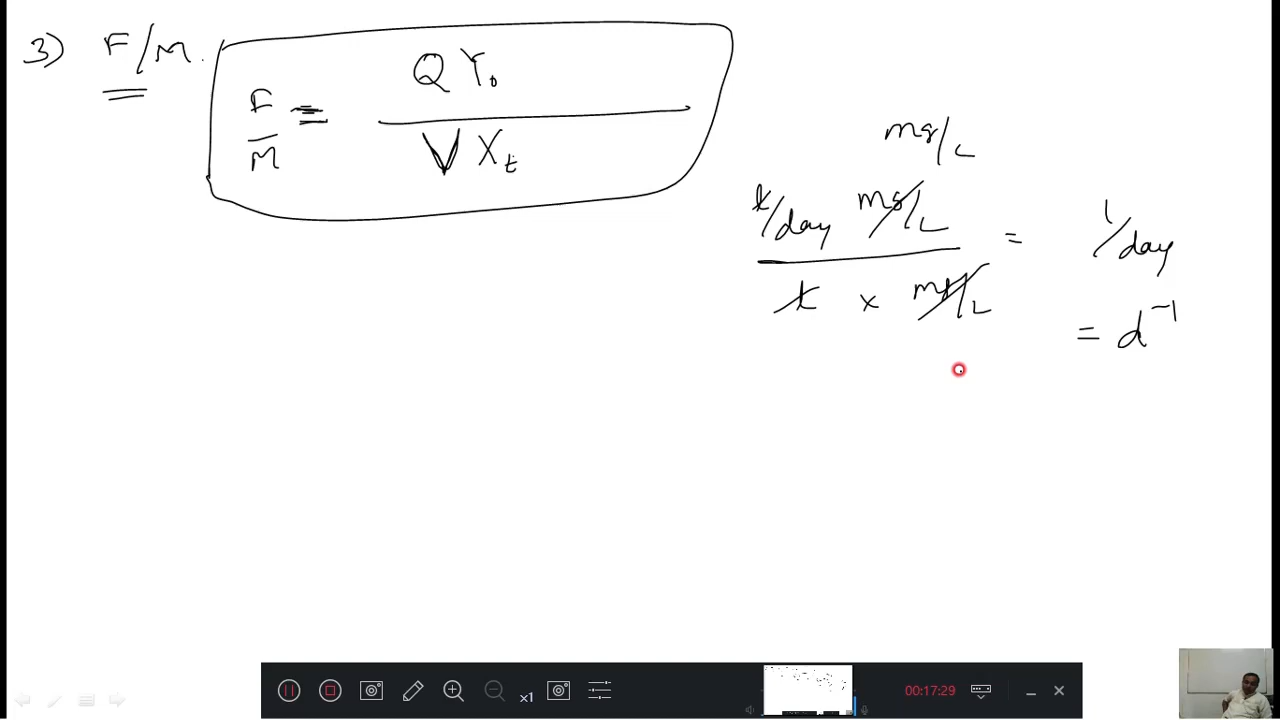 3) F/M.
F/M = Q Y₀ / V Xₜ
mg/L
L/day mg/L / L × mg/L = 1/day
= d⁻¹
x1
00:17:29